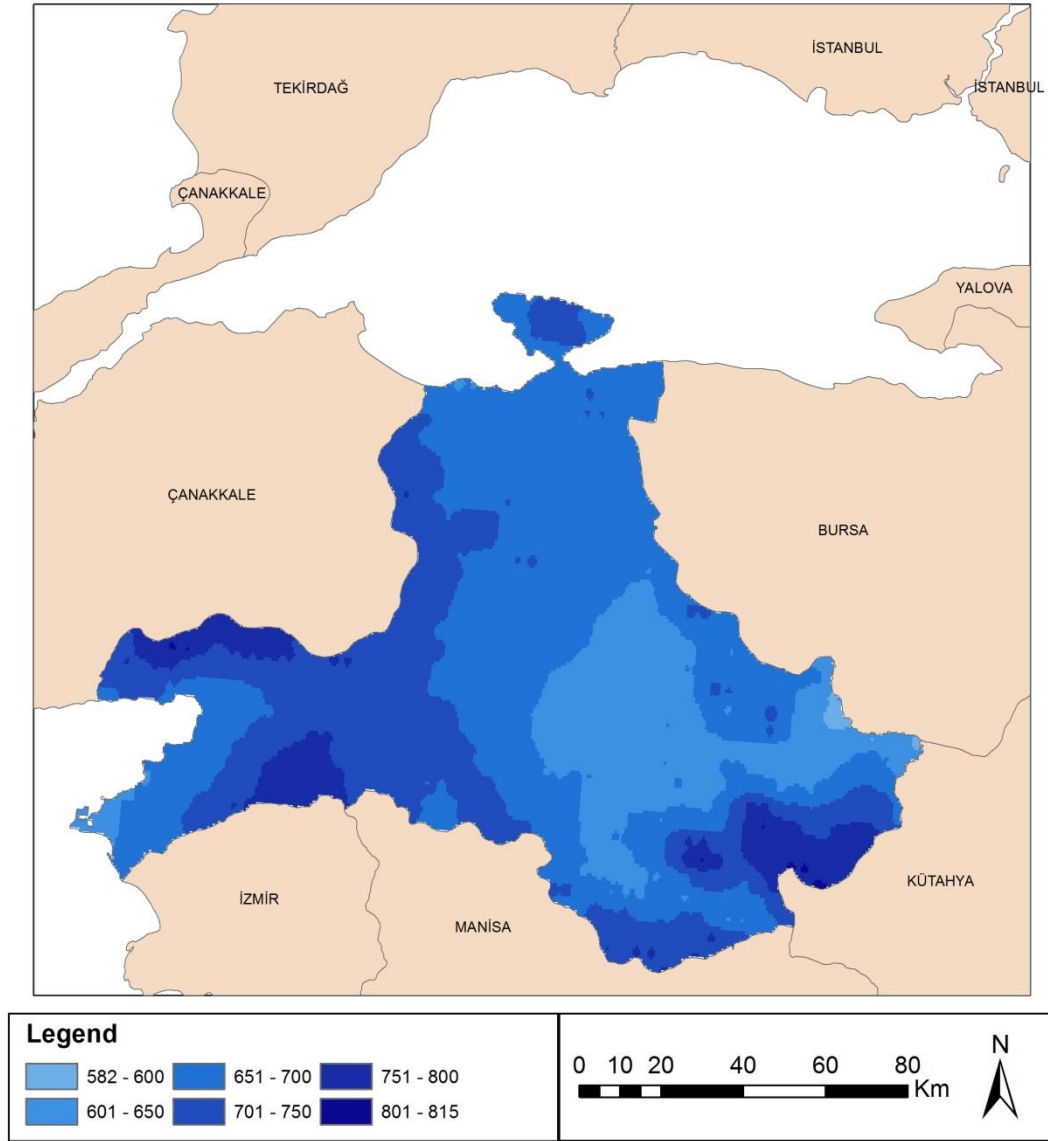 İSTANBUL
TEKİRDAĞ
İSTANBUL
ÇANAKKALE
YALOVA
ÇANAKKALE
BURSA
KÜTAHYA
İZMİR
MANİSA
Legend
582 - 600
651 - 700
751 - 800
601 - 650
701 - 750
801 - 815
0 10 20 40 60 80
Km
N